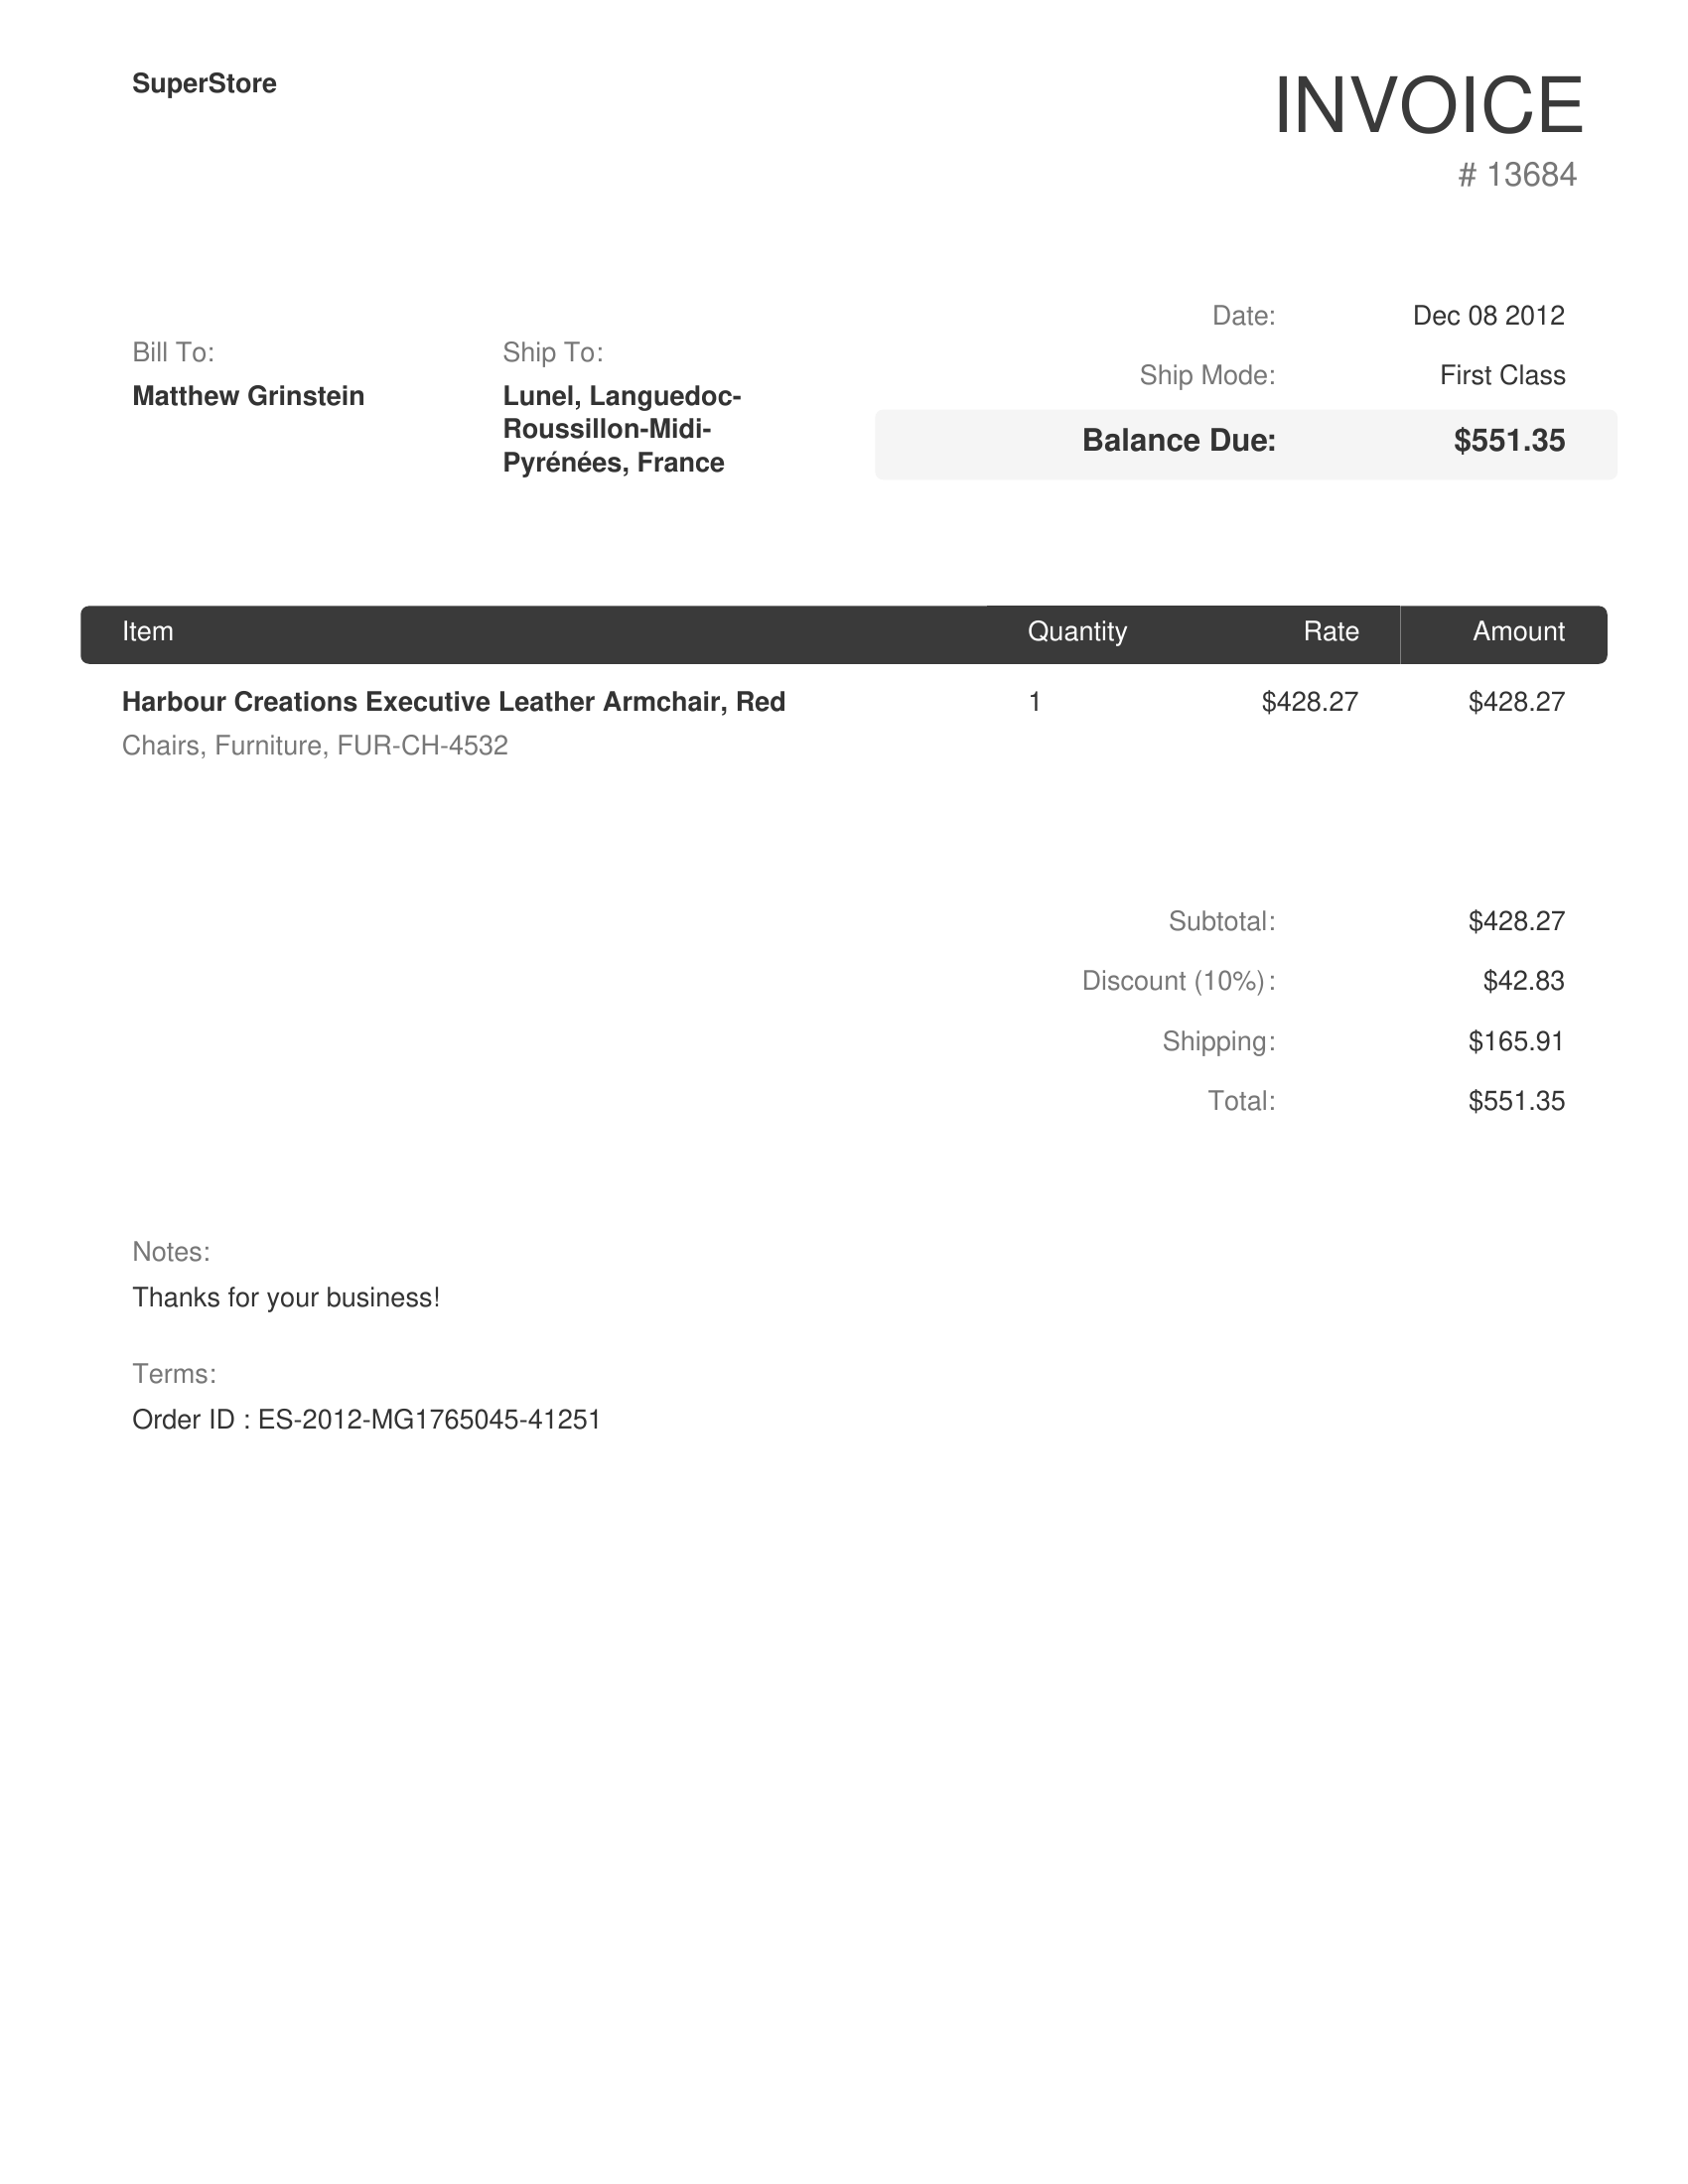 SuperStore
INVOICE
# 13684
Date: Dec 08 2012
Ship Mode: First Class
Balance Due: $551.35
Bill To:
Matthew Grinstein
Ship To:
Lunel, Languedoc-
Roussillon-Midi-
Pyrénées, France
Item Quantity Rate Amount
Harbour Creations Executive Leather Armchair, Red 1 $428.27 $428.27
Chairs, Furniture, FUR-CH-4532
Subtotal: $428.27
Discount (10%): $42.83
Shipping: $165.91
Total: $551.35
Notes:
Thanks for your business!
Terms:
Order ID : ES-2012-MG1765045-41251